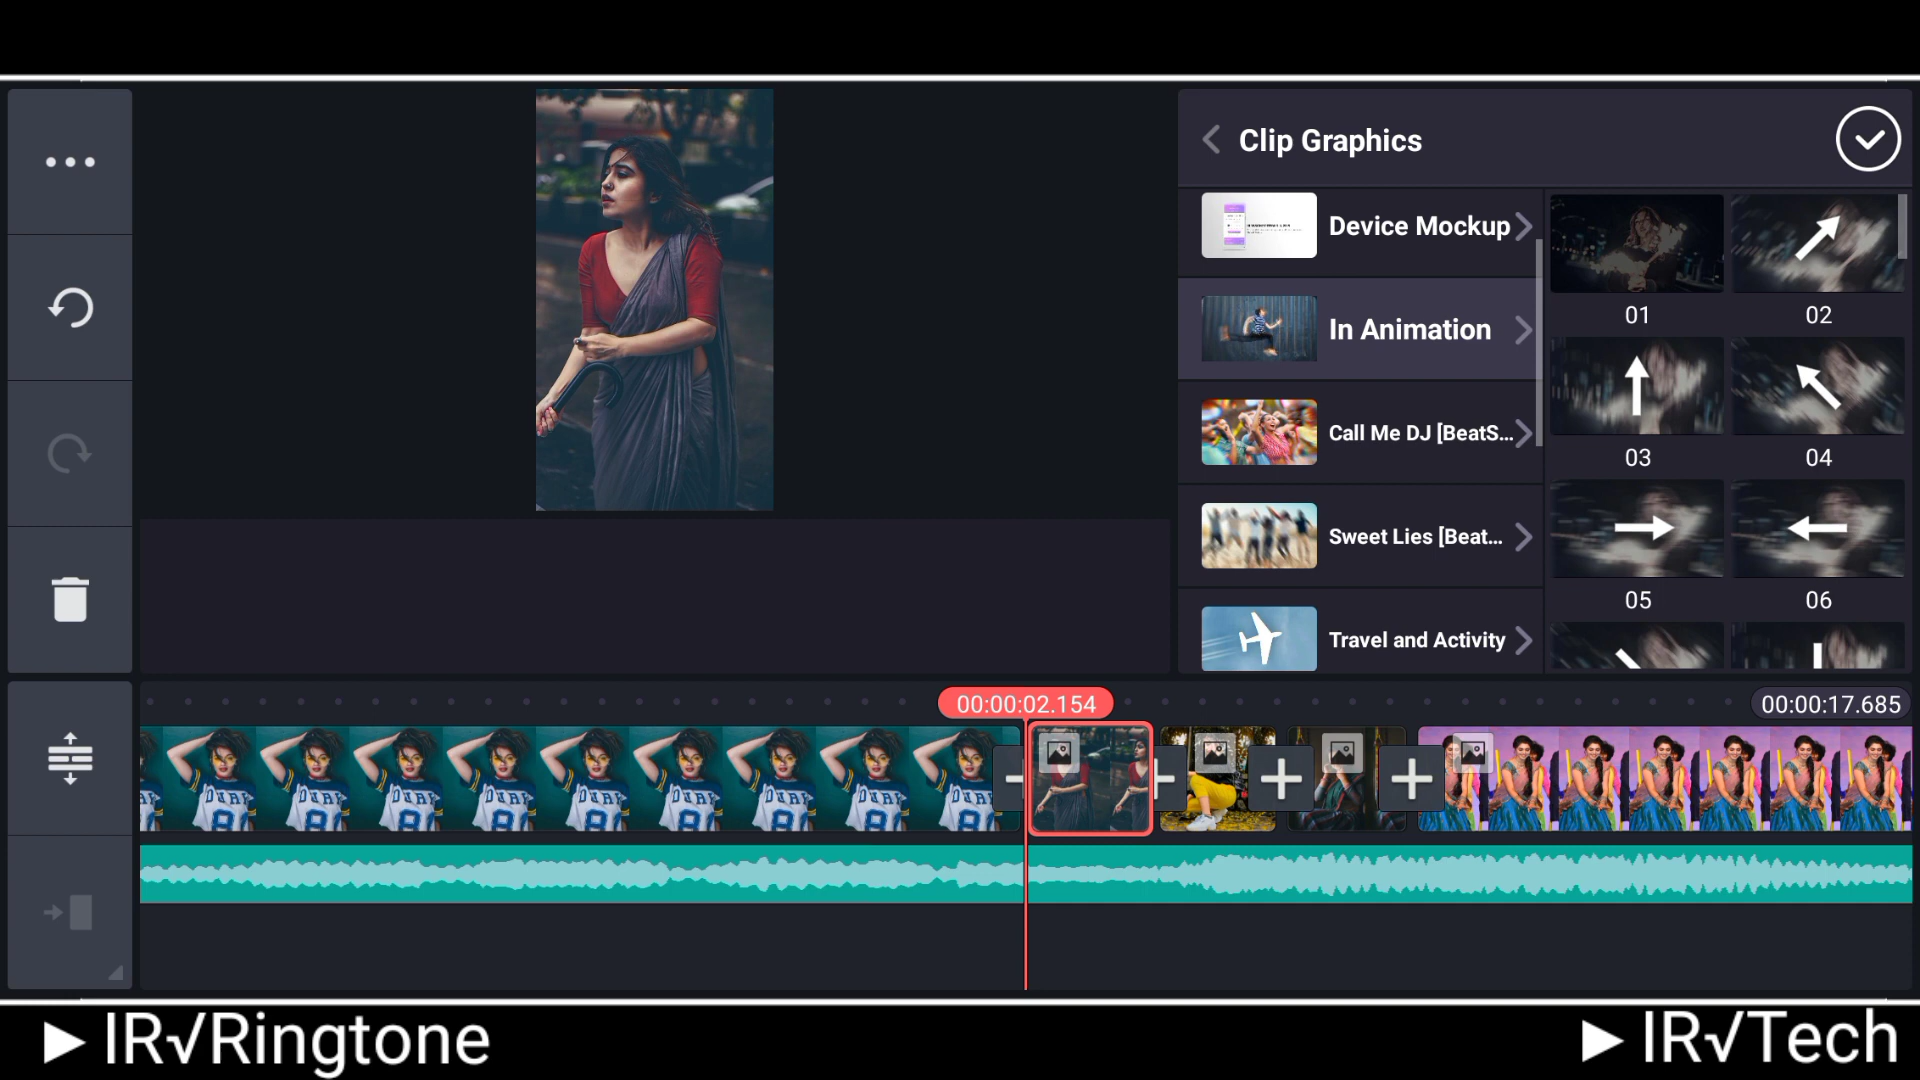 Clip Graphics
Device Mockup
In Animation
Call Me DJ [BeatS...
Sweet Lies [Beat...
Travel and Activity
01
02
03
04
05
06
00:00:02.154
00:00:17.685
► IR√Ringtone
► IR√Tech